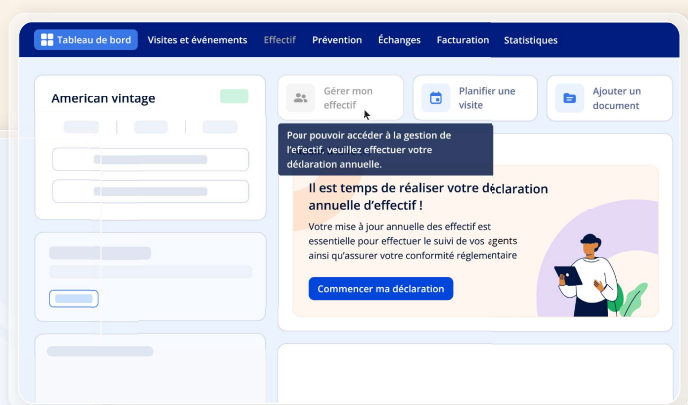 Tableau de bord Visites et événements Effectif Prévention Échanges Facturation Statistiques
American vintage
Gérer mon
effectif
Planifier une
visite
Ajouter un
document
Pour pouvoir accéder à la gestion de
l'effectif, veuillez effectuer votre
déclaration annuelle.
Il est temps de réaliser votre déclaration
annuelle d'effectif !
Votre mise à jour annuelle des effectif est
essentielle pour effectuer le suivi de vos agents
ainsi qu'assurer votre conformité réglementaire
Commencer ma déclaration